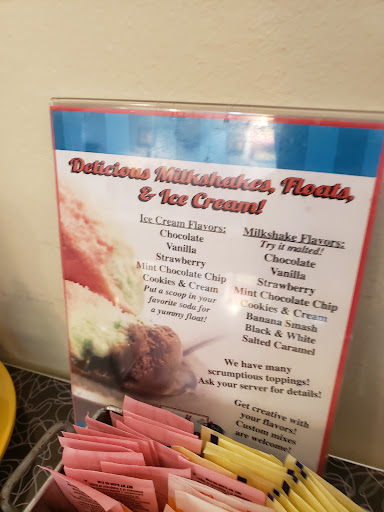 Delicious Milkshakes, Floats,
& Ice Cream!
Ice Cream Flavors:
Chocolate
Vanilla
Strawberry
Mint Chocolate Chip
Cookies & Cream
Put a scoop in your
favorite soda for
a yummy float!
Milkshake Flavors:
Try it malted!
Chocolate
Vanilla
Strawberry
Mint Chocolate Chip
Cookies & Cream
Banana Smash
Black & White
Salted Caramel
We have many
scrumptious toppings!
Ask your server for details!
Get creative with
your flavors!
Custom mixes
are welcome!